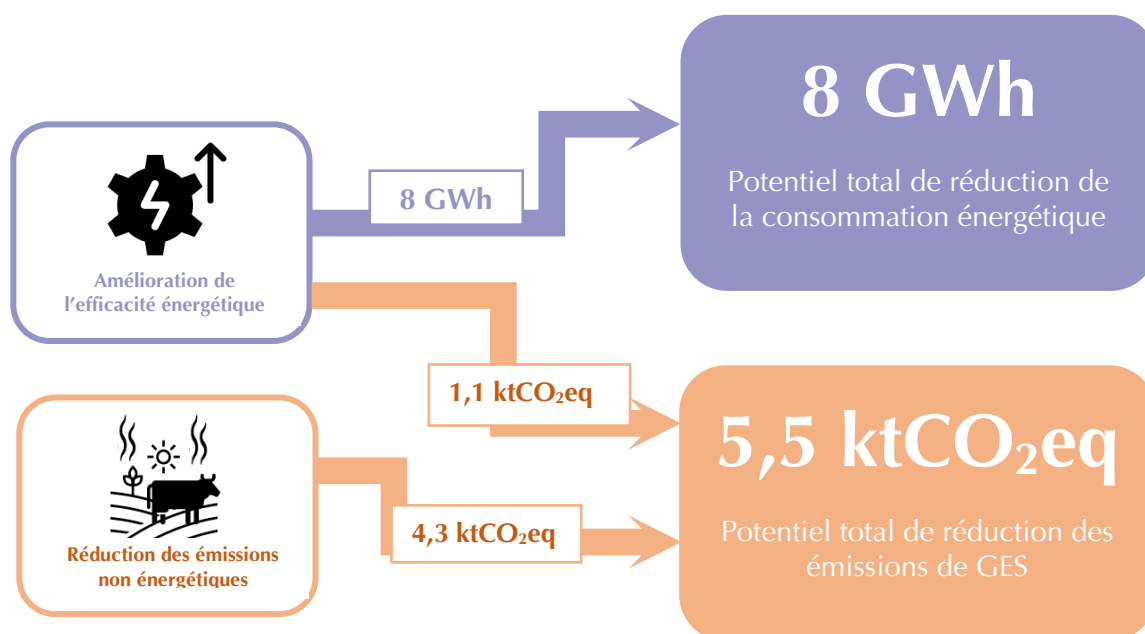 8 GWh
Potentiel total de réduction de
la consommation énergétique
8 GWh
Amélioration de
l'efficacité énergétique
1,1 ktCO₂eq
5,5 ktCO₂eq
Potentiel total de réduction des
émissions de GES
4,3 ktCO₂eq
Réduction des émissions
non énergétiques